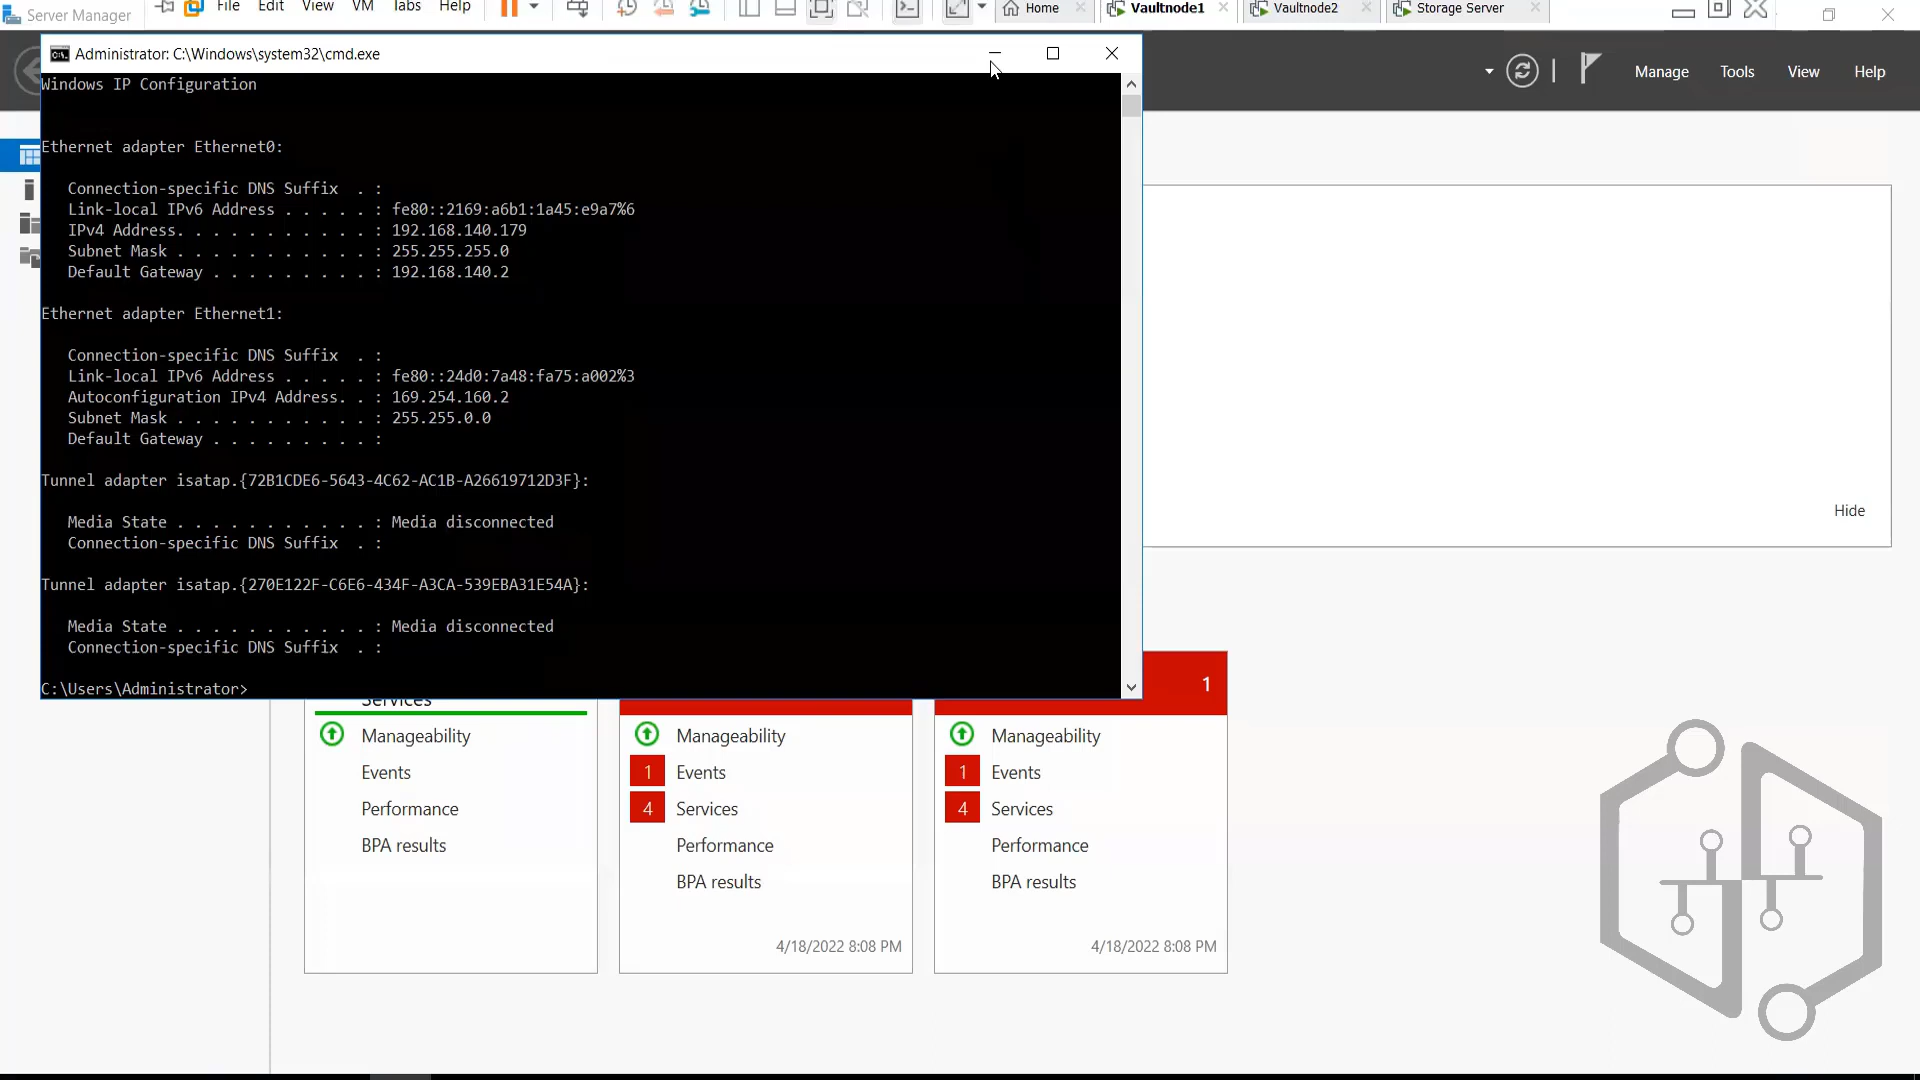 Server Manager
File Edit View VM Tabs Help
Home Vaultnode1 Vaultnode2 Storage Server
Administrator: C:\Windows\system32\cmd.exe
Manage Tools View Help
Windows IP Configuration
Ethernet adapter Ethernet0:
Connection-specific DNS Suffix . :
Link-local IPv6 Address . . . . . : fe80::2169:a6b1:1a45:e9a7%6
IPv4 Address. . . . . . . . . . . : 192.168.140.179
Subnet Mask . . . . . . . . . . . : 255.255.255.0
Default Gateway . . . . . . . . . : 192.168.140.2
Ethernet adapter Ethernet1:
Connection-specific DNS Suffix . :
Link-local IPv6 Address . . . . . : fe80::24d0:7a48:fa75:a002%3
Autoconfiguration IPv4 Address. . : 169.254.160.2
Subnet Mask . . . . . . . . . . . : 255.255.0.0
Default Gateway . . . . . . . . . :
Tunnel adapter isatap.{72B1CDE6-5643-4C62-AC1B-A26619712D3F}:
Media State . . . . . . . . . . . : Media disconnected
Connection-specific DNS Suffix . :
Tunnel adapter isatap.{270E122F-C6E6-434F-A3CA-539EBA31E54A}:
Media State . . . . . . . . . . . : Media disconnected
Connection-specific DNS Suffix . :
C:\Users\Administrator>
Hide
1
Services
Manageability
Events
Performance
BPA results
Manageability
1 Events
4 Services
Performance
BPA results
4/18/2022 8:08 PM
Manageability
1 Events
4 Services
Performance
BPA results
4/18/2022 8:08 PM